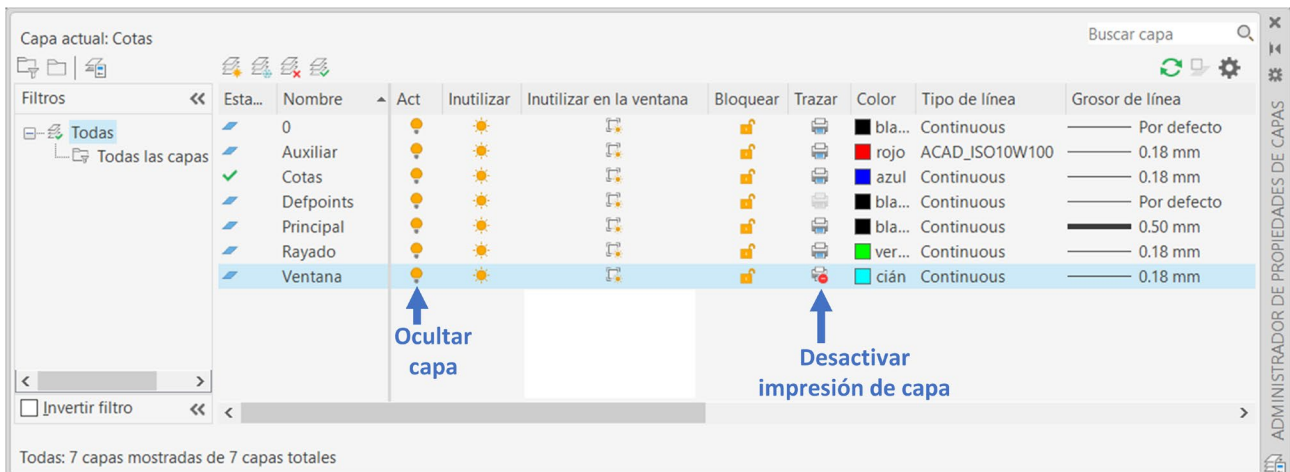 Capa actual: Cotas
Buscar capa
Filtros
Esta... Nombre Act Inutilizar Inutilizar en la ventana Bloquear Trazar Color Tipo de línea Grosor de línea
Todas
Todas las capas
0 bla... Continuous Por defecto
Auxiliar rojo ACAD_ISO10W100 0.18 mm
Cotas azul Continuous 0.18 mm
Defpoints bla... Continuous Por defecto
Principal bla... Continuous 0.50 mm
Rayado ver... Continuous 0.18 mm
Ventana cián Continuous 0.18 mm
Ocultar
capa
Desactivar
impresión de capa
Invertir filtro
Todas: 7 capas mostradas de 7 capas totales
ADMINISTRADOR DE PROPIEDADES DE CAPAS